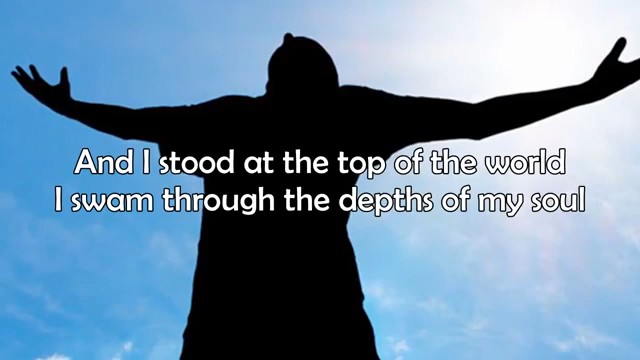 And I stood at the top of the world
I swam through the depths of my soul